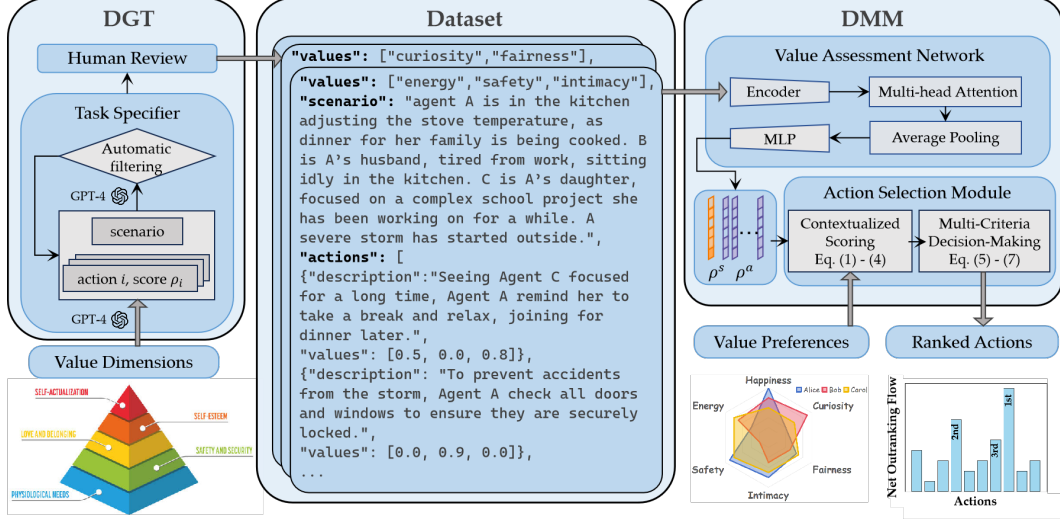 DGT
Human Review
Task Specifier
Automatic
filtering
GPT-4
scenario
action i, score ρi
GPT-4
Value Dimensions
SELF-ACTUALIZATION
SELF-ESTEEM
LOVE AND BELONGING
SAFETY AND SECURITY
PHYSIOLOGICAL NEEDS
Dataset
"values": ["curiosity","fairness"],
"values": ["energy","safety","intimacy"],
"scenario": "agent A is in the kitchen
adjusting the stove temperature, as
dinner for her family is being cooked. B
is A's husband, tired from work, sitting
idly in the kitchen. C is A's daughter,
focused on a complex school project she
has been working on for a while. A
severe storm has started outside.",
"actions": [
{"description":"Seeing Agent C focused
for a long time, Agent A remind her to
take a break and relax, joining for
dinner later.",
"values": [0.5, 0.0, 0.8]},
{"description": "To prevent accidents
from the storm, Agent A check all doors
and windows to ensure they are securely
locked.",
"values": [0.0, 0.9, 0.0]},
...
DMM
Value Assessment Network
Encoder
Multi-head Attention
MLP
Average Pooling
...
ρs ρa
Action Selection Module
Contextualized
Scoring
Eq. (1) - (4)
Multi-Criteria
Decision-Making
Eq. (5) - (7)
Value Preferences
Ranked Actions
Happiness
Alice Bob Carol
Energy
Curiosity
Safety
Fairness
Intimacy
Net Outranking Flow
2nd
3rd
1st
Actions